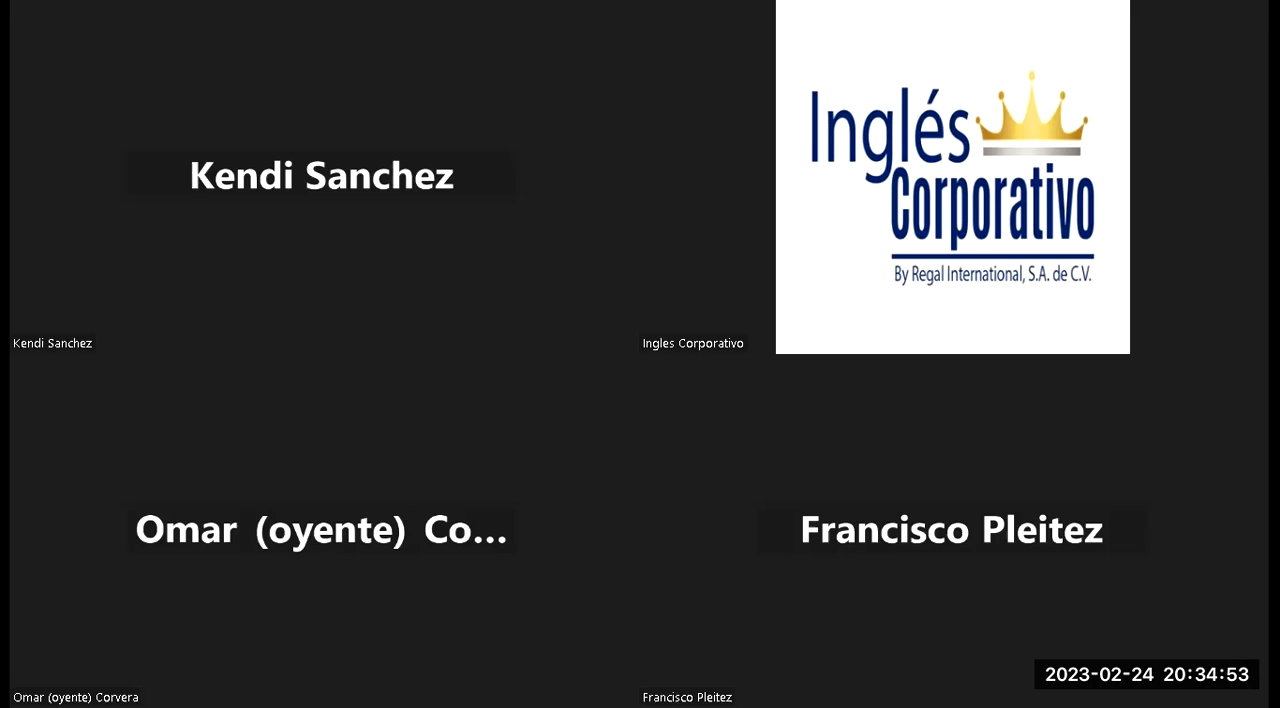 Kendi Sanchez
Kendi Sanchez
Inglés
Corporativo
By Regal International, S.A. de C.V.
Ingles Corporativo
Omar (oyente) Co...
Omar (oyente) Corvera
Francisco Pleitez
Francisco Pleitez
2023-02-24 20:34:53